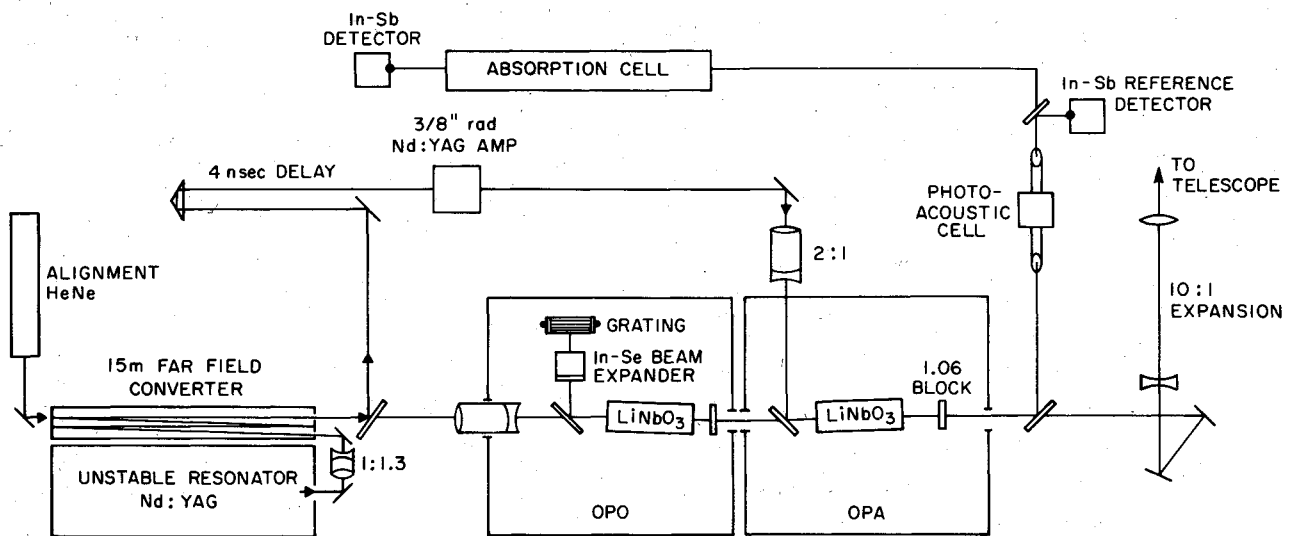 In-Sb
DETECTOR
ABSORPTION CELL
In-Sb REFERENCE
DETECTOR
3/8" rad
Nd:YAG AMP
4 nsec DELAY
TO
TELESCOPE
PHOTO-
ACOUSTIC
CELL
2:1
ALIGNMENT
HeNe
10:1
EXPANSION
GRATING
In-Se BEAM
EXPANDER
1.06
BLOCK
15m FAR FIELD
CONVERTER
LiNbO3
LiNbO3
1:1.3
UNSTABLE RESONATOR
Nd:YAG
OPO
OPA